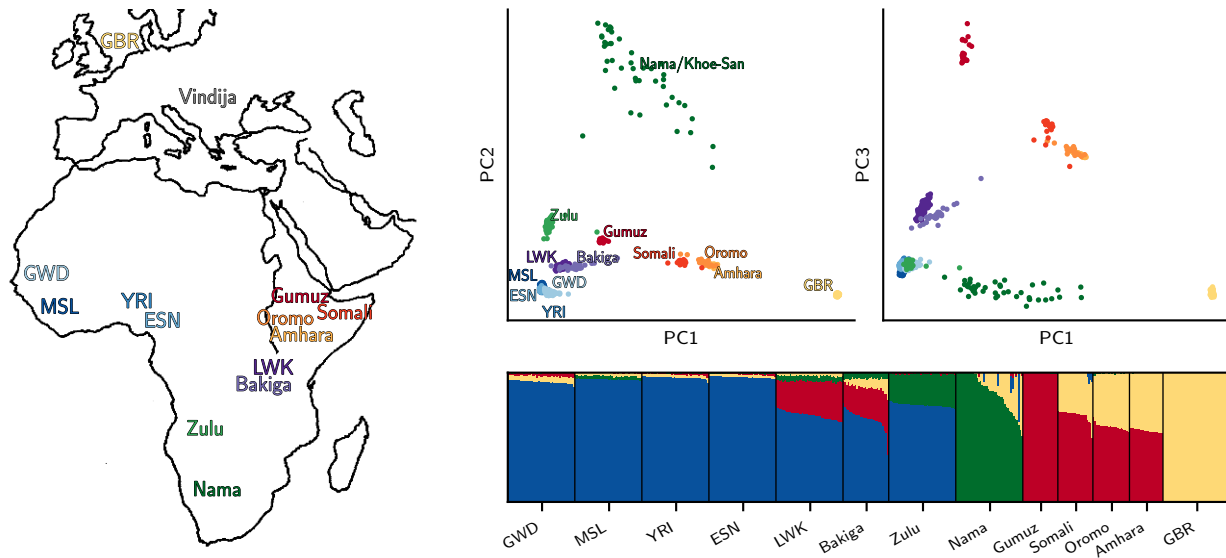 GBR
Vindija
GWD
MSL
YRI
ESN
Gumuz
Somali
Oromo
Amhara
LWK
Bakiga
Zulu
Nama
PC2
Nama/Khoe-San
Zulu
Gumuz
LWK
Bakiga
Somali
Oromo
Amhara
MSL
GWD
ESN
YRI
GBR
PC1
PC3
PC1
GWD
MSL
YRI
ESN
LWK
Bakiga
Zulu
Nama
Gumuz
Somali
Oromo
Amhara
GBR